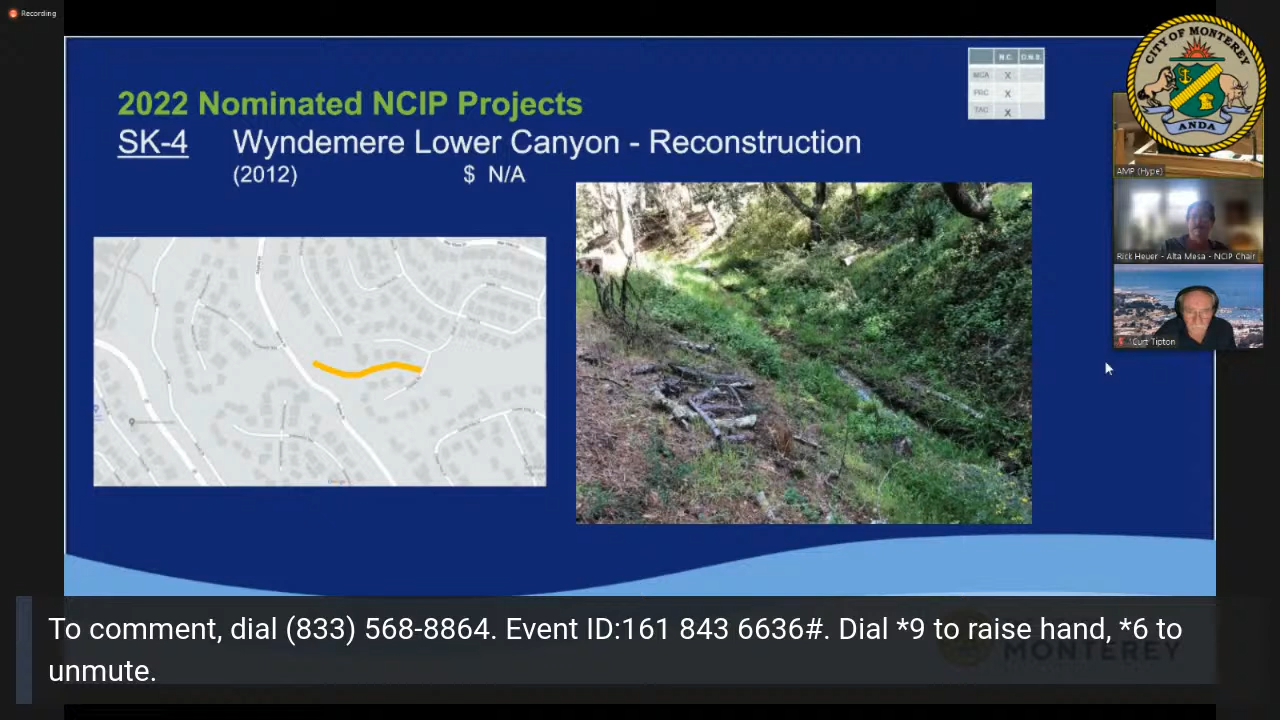 Recording
N.C. O.N.S
MCA X
PRC X
TAC X
2022 Nominated NCIP Projects
SK-4 Wyndemere Lower Canyon - Reconstruction
(2012) $ N/A
CITY OF MONTEREY
ANDA
AMP (Hype)
Rick Heuer - Alta Mesa - NCIP Chair
Curt Tipton
To comment, dial (833) 568-8864. Event ID:161 843 6636#. Dial *9 to raise hand, *6 to
unmute.
MONTEREY